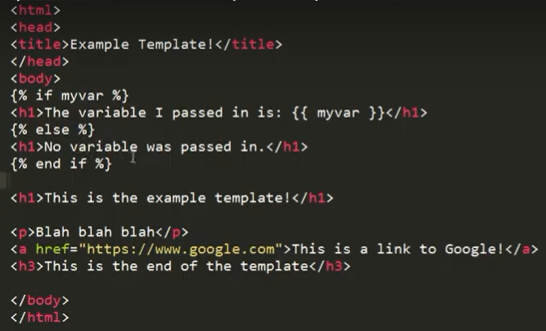 <html>
<head>
<title>Example Template!</title>
</head>
<body>
{% if myvar %}
<h1>The variable I passed in is: {{ myvar }}</h1>
{% else %}
<h1>No variable was passed in.</h1>
{% end if %}
<h1>This is the example template!</h1>
<p>Blah blah blah</p>
<a href="https://www.google.com">This is a link to Google!</a>
<h3>This is the end of the template</h3>
</body>
</html>